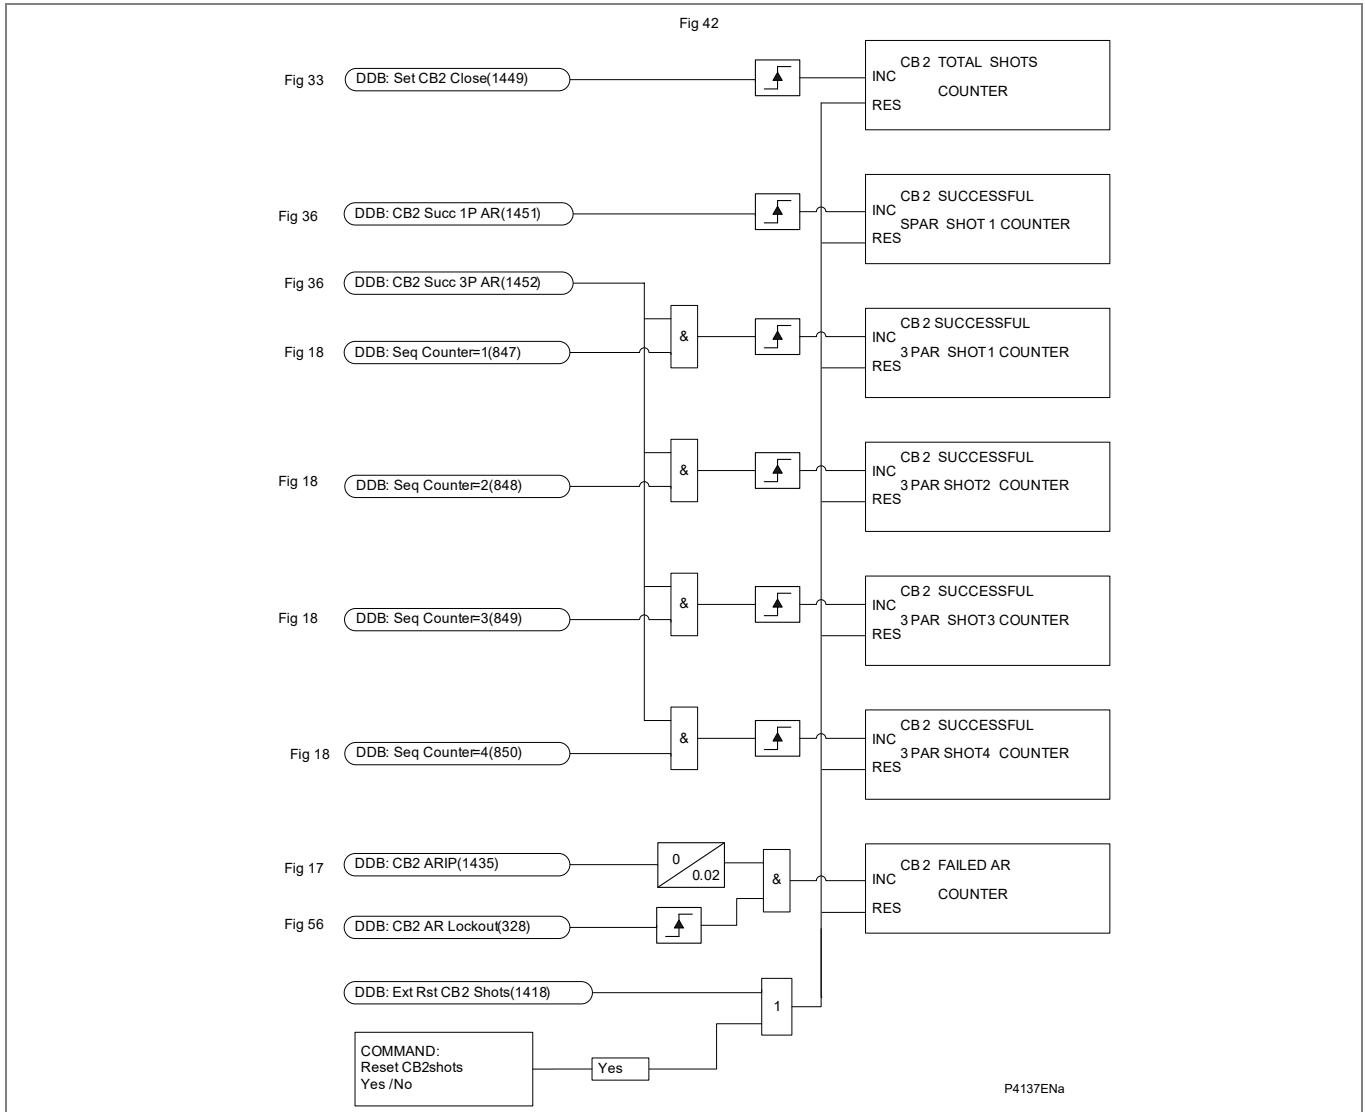 Fig 42
Fig 33
DDB: Set CB2 Close(1449)
INC
CB 2 TOTAL SHOTS
COUNTER
RES
Fig 36
DDB: CB2 Succ 1P AR(1451)
INC
CB 2 SUCCESSFUL
SPAR SHOT 1 COUNTER
RES
Fig 36
DDB: CB2 Succ 3P AR(1452)
Fig 18
DDB: Seq Counter=1(847)
&
INC
CB 2 SUCCESSFUL
3 PAR SHOT1 COUNTER
RES
Fig 18
DDB: Seq Counter=2(848)
&
INC
CB 2 SUCCESSFUL
3 PAR SHOT2 COUNTER
RES
Fig 18
DDB: Seq Counter=3(849)
&
INC
CB 2 SUCCESSFUL
3 PAR SHOT3 COUNTER
RES
Fig 18
DDB: Seq Counter=4(850)
&
INC
CB 2 SUCCESSFUL
3 PAR SHOT4 COUNTER
RES
Fig 17
DDB: CB2 ARIP(1435)
0
0.02
&
INC
CB 2 FAILED AR
COUNTER
RES
Fig 56
DDB: CB2 AR Lockout(328)
DDB: Ext Rst CB2 Shots(1418)
1
COMMAND:
Reset CB2shots
Yes /No
Yes
P4137ENa